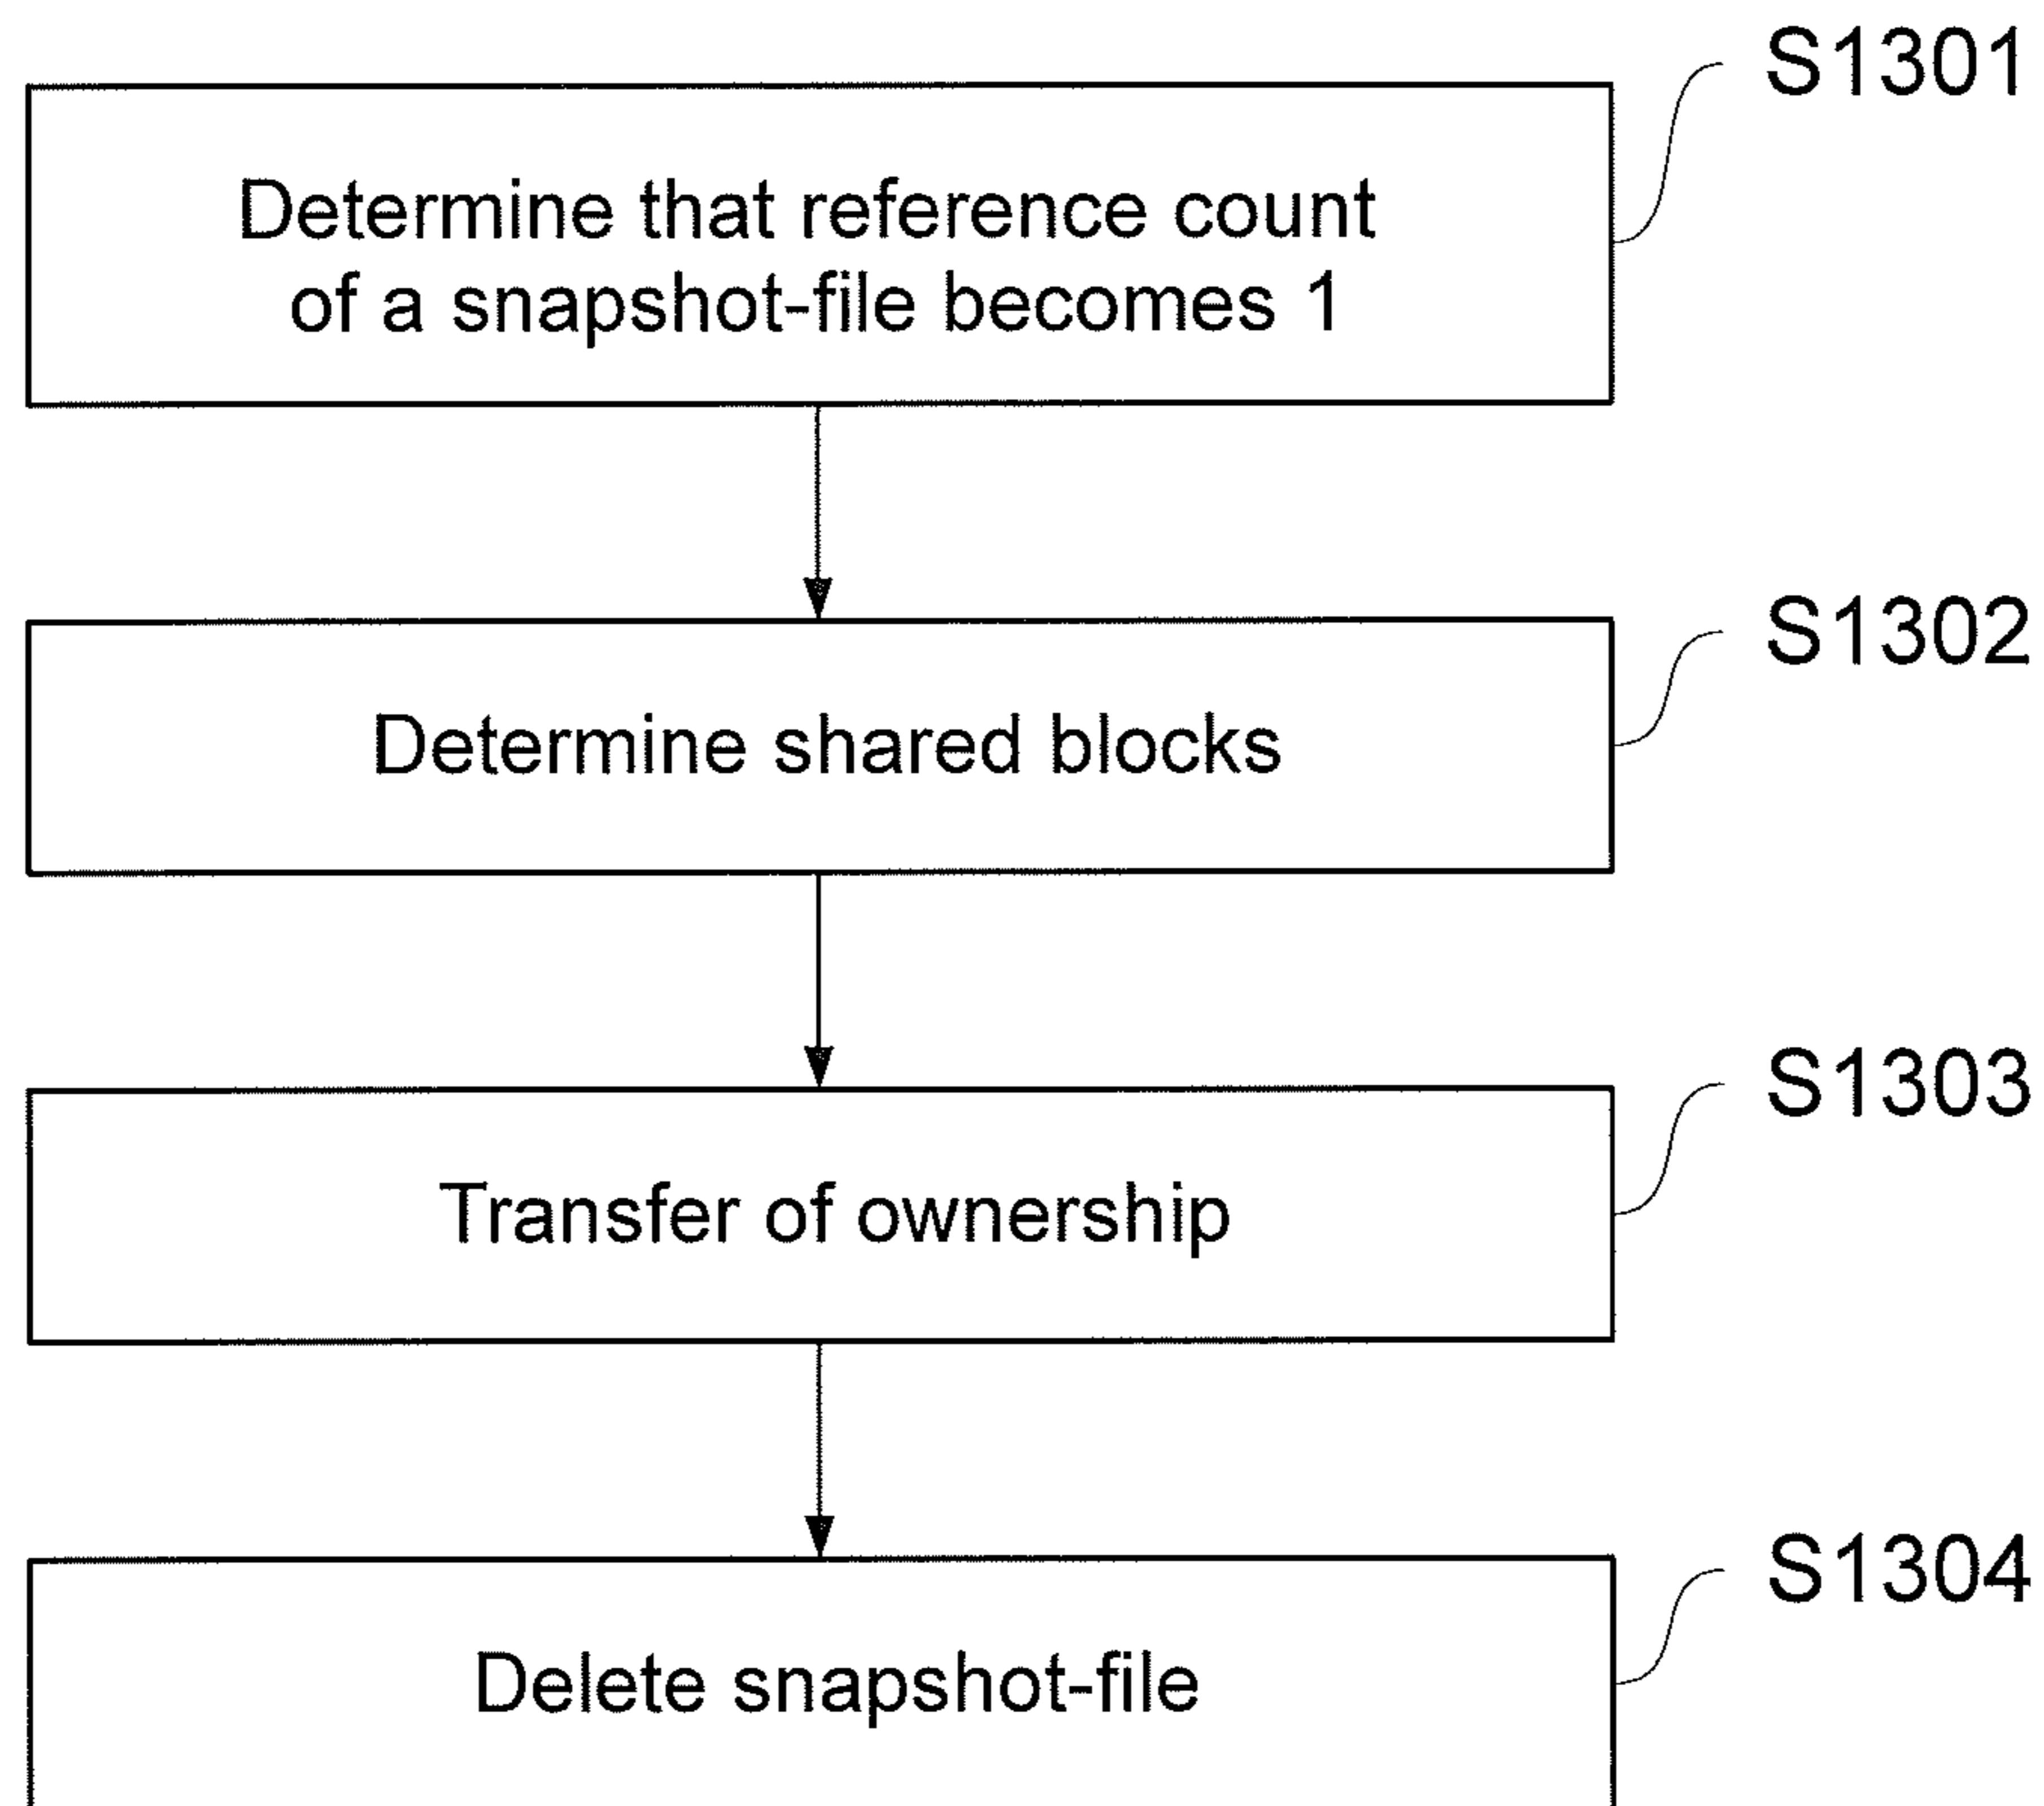 S1301
Determine that reference count
of a snapshot-file becomes 1
S1302
Determine shared blocks
S1303
Transfer of ownership
S1304
Delete snapshot-file